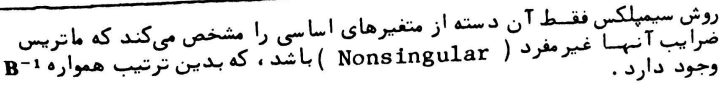 روش سیمپلکس فقط آن دسته از متغیرهای اساسی را مشخص می‌کند که ماتریس
ضرایب آنها غیرمفرد ( Nonsingular ) باشد ، که بدین ترتیب همواره B⁻¹
وجود دارد .